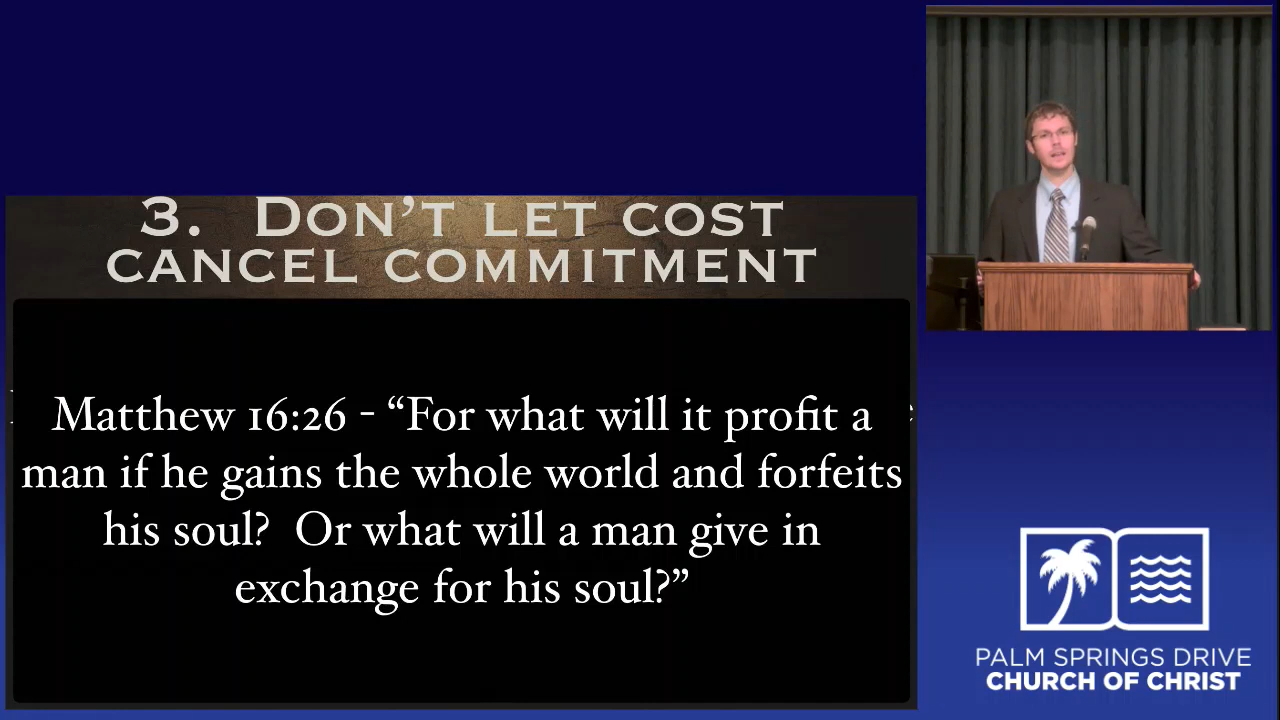 3. Don't let cost
cancel commitment
Matthew 16:26 - “For what will it profit a
man if he gains the whole world and forfeits
his soul?  Or what will a man give in
exchange for his soul?”
PALM SPRINGS DRIVE
CHURCH OF CHRIST